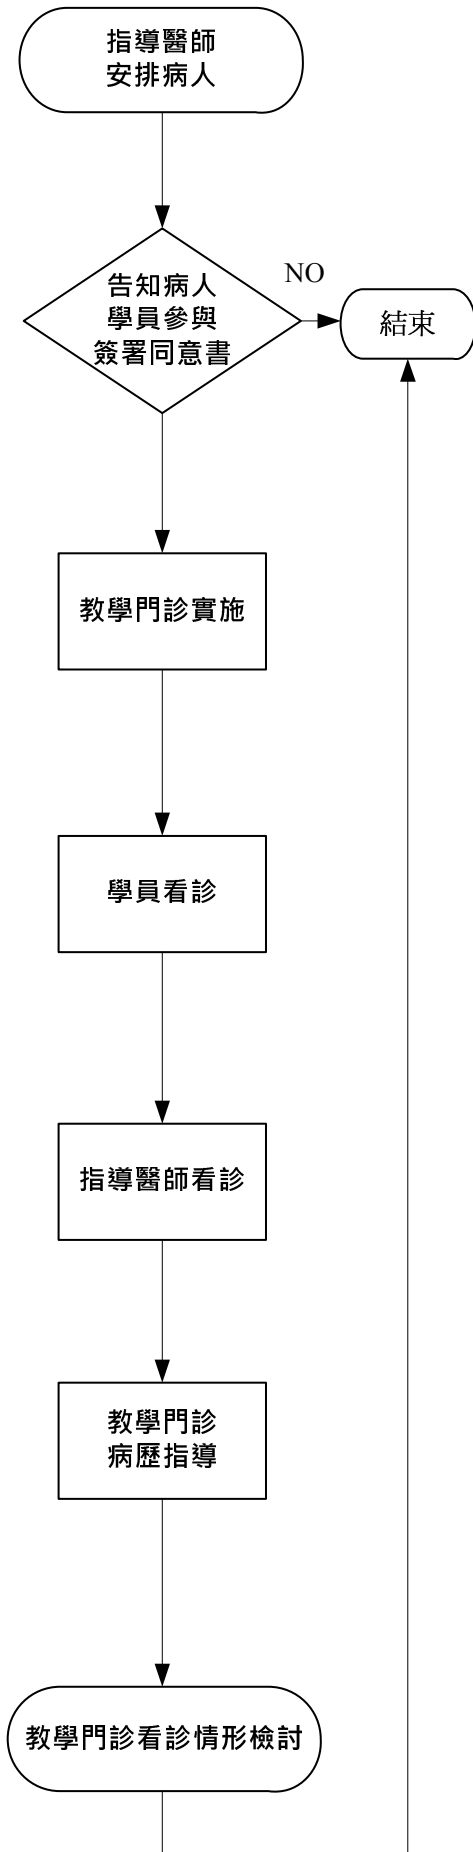 指導醫師
安排病人
告知病人
學員參與
簽署同意書
NO
結束
教學門診實施
學員看診
指導醫師看診
教學門診
病歷指導
教學門診看診情形檢討